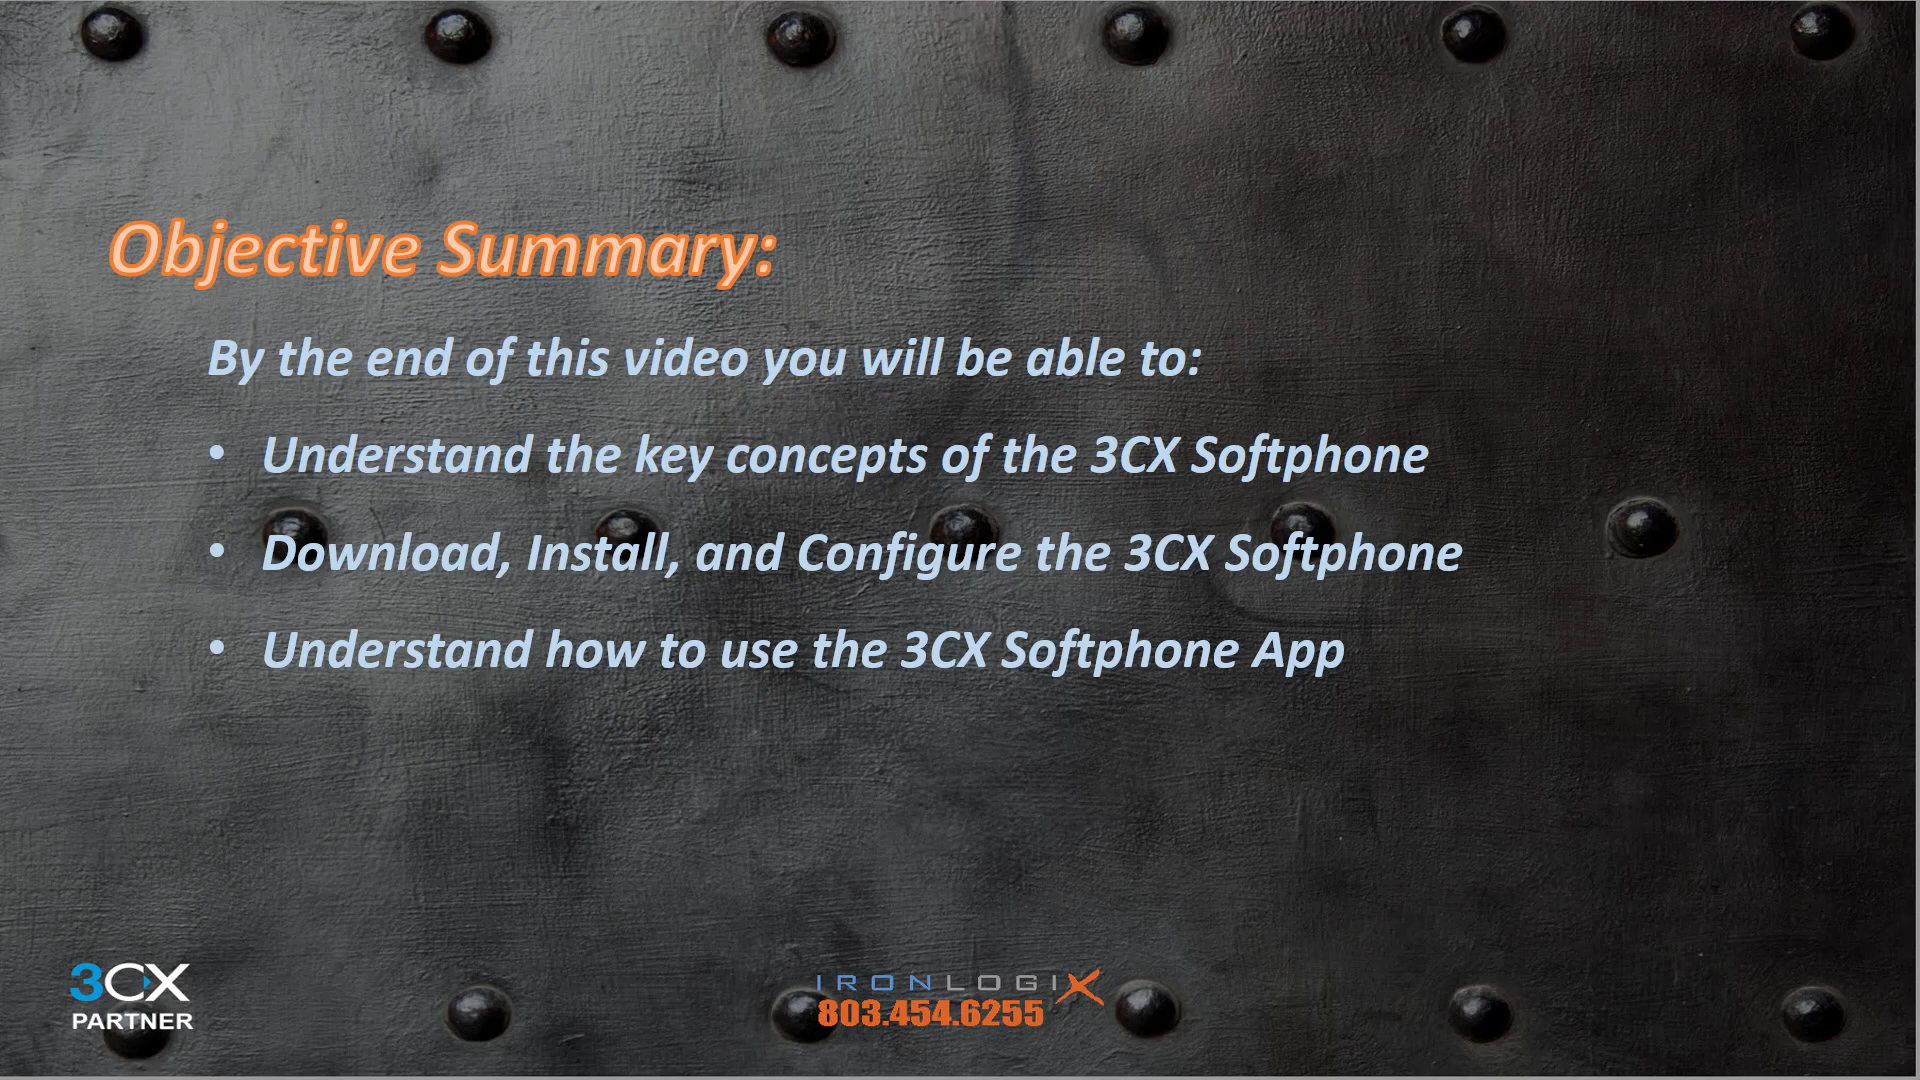 Objective Summary:
By the end of this video you will be able to:
• Understand the key concepts of the 3CX Softphone
• Download, Install, and Configure the 3CX Softphone
• Understand how to use the 3CX Softphone App
3CX
PARTNER
IRONLOGIX
803.454.6255